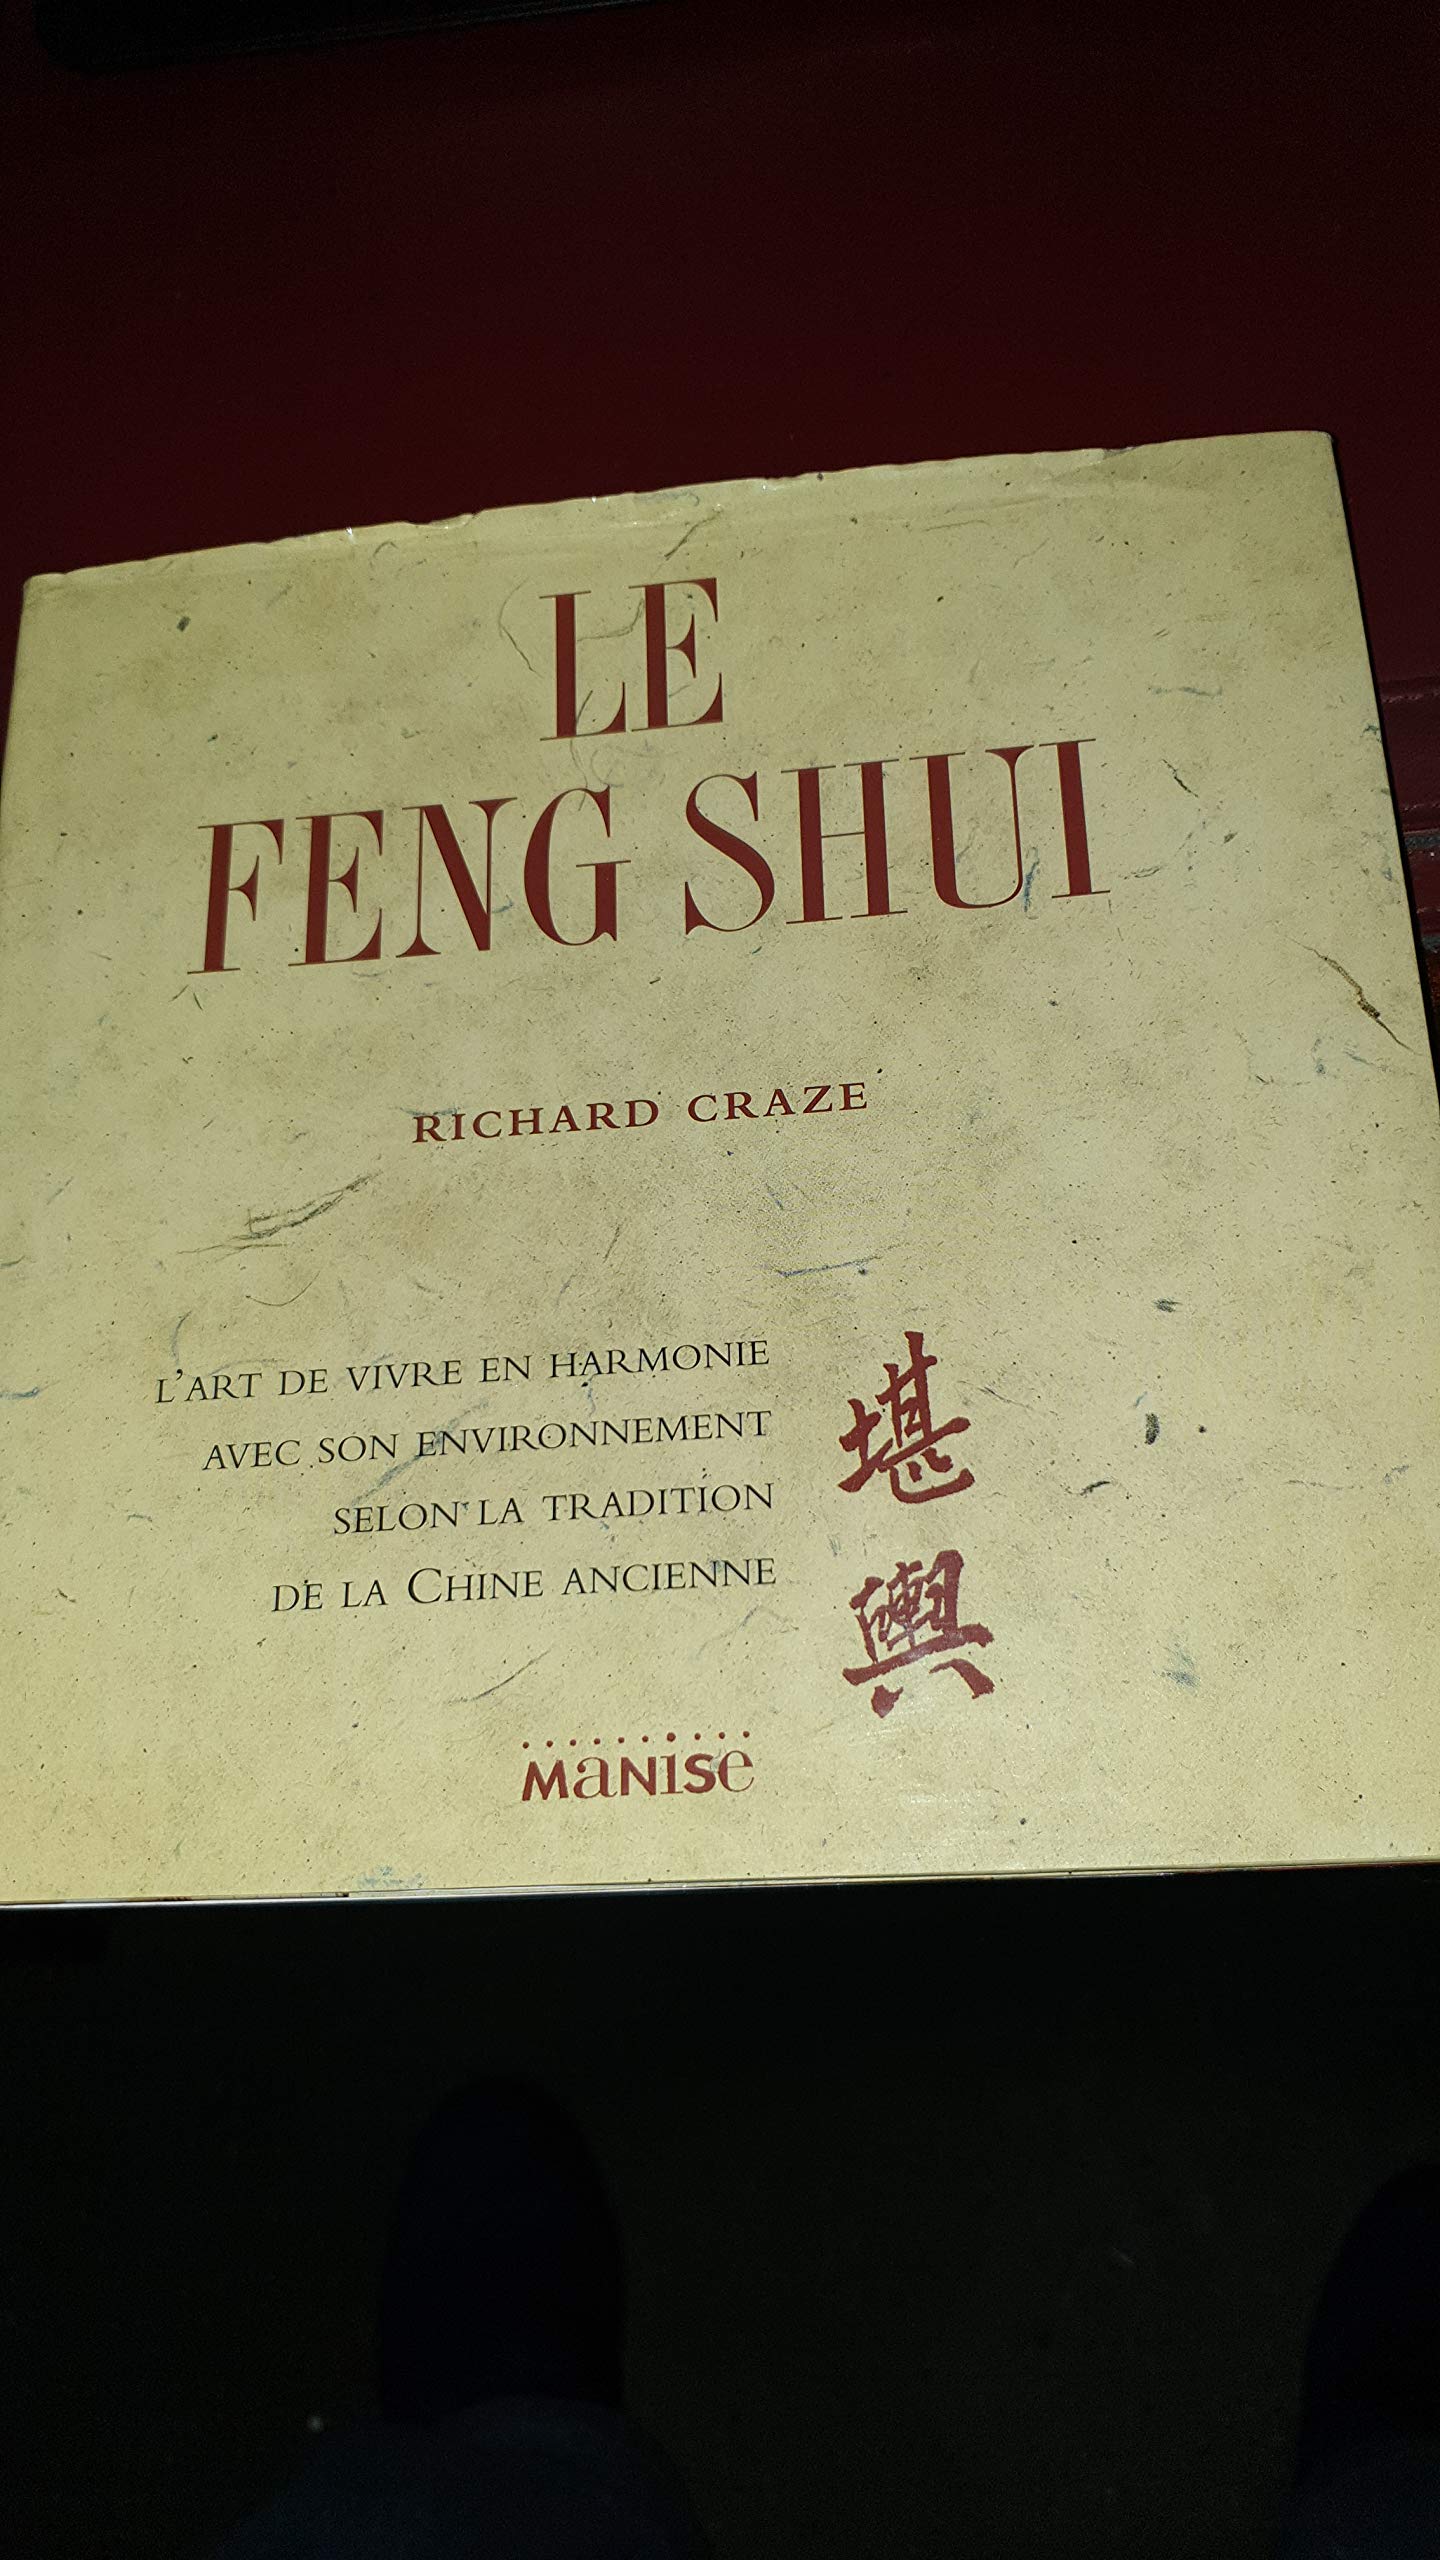 LE
FENG SHUI
RICHARD CRAZE
L'ART DE VIVRE EN HARMONIE
AVEC SON ENVIRONNEMENT
SELON LA TRADITION
DE LA CHINE ANCIENNE
堪
輿
MANISE